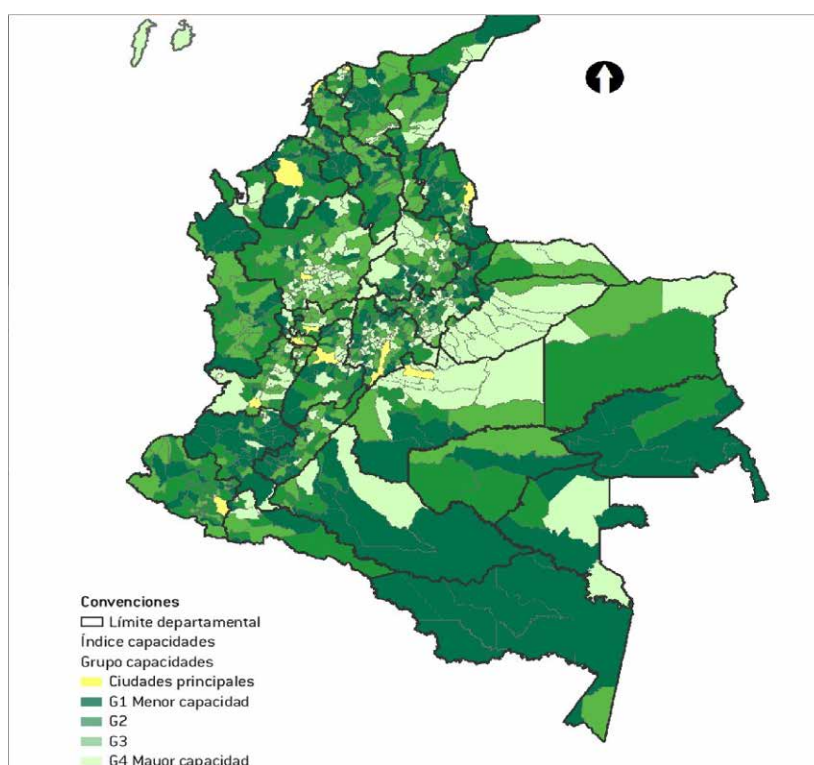 Convenciones
Límite departamental
Índice capacidades
Grupo capacidades
Ciudades principales
G1 Menor capacidad
G2
G3
G4 Mayor capacidad